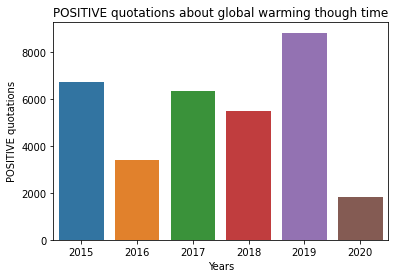 POSITIVE quotations about global warming though time
POSITIVE quotations
8000
6000
4000
2000
0
2015 2016 2017 2018 2019 2020
Years